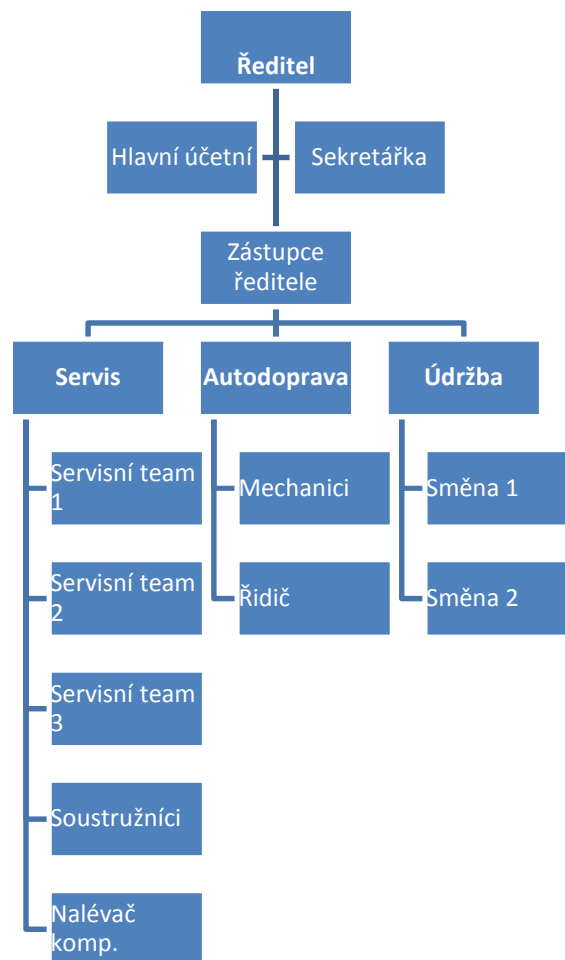 Ředitel
Hlavní účetní
Sekretářka
Zástupce
ředitele
Servis
Autodoprava
Údržba
Servisní team
1
Mechanici
Směna 1
Servisní team
2
Řidič
Směna 2
Servisní team
3
Soustružníci
Nalévač
komp.